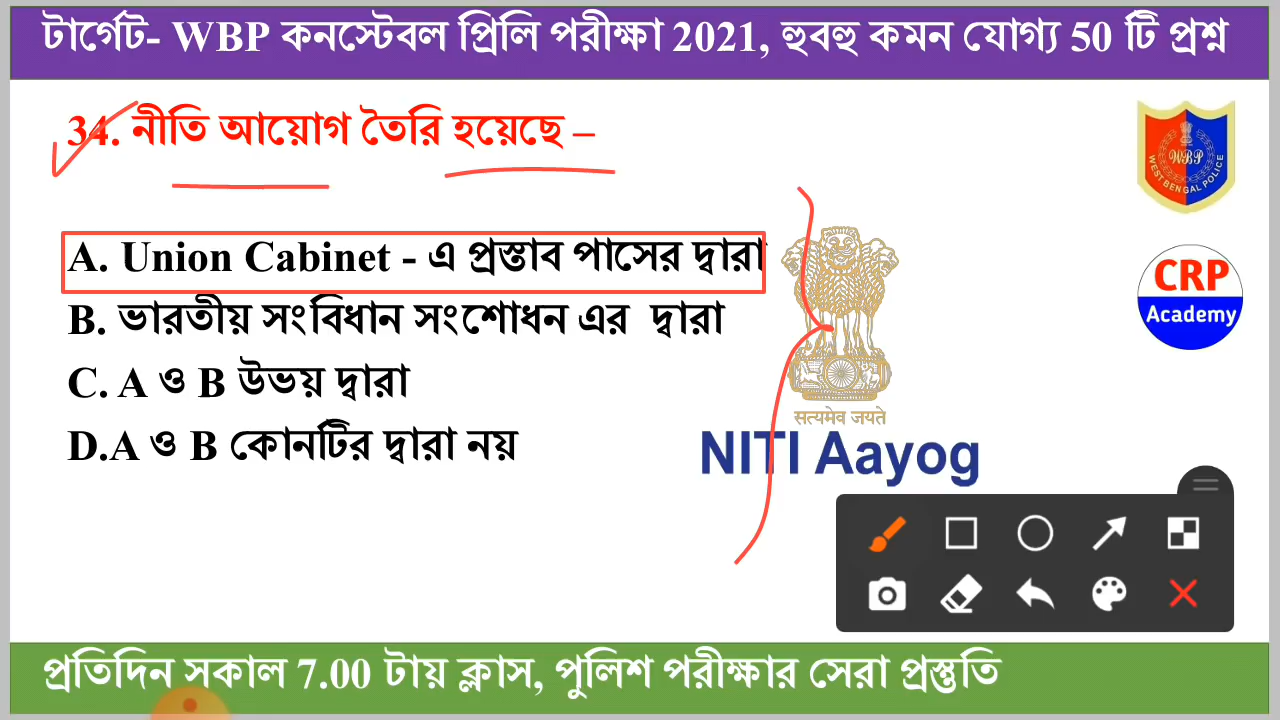 টার্গেট- WBP কনস্টেবল প্রিলি পরীক্ষা 2021, হুবহু কমন যোগ্য 50 টি প্রশ্ন
34. নীতি আয়োগ তৈরি হয়েছে –
A. Union Cabinet - এ প্রস্তাব পাসের দ্বারা
B. ভারতীয় সংবিধান সংশোধন এর দ্বারা
C. A ও B উভয় দ্বারা
D.A ও B কোনটির দ্বারা নয়
WBP
WEST BENGAL POLICE
CRP
Academy
सत्यमेव जयते
NITI Aayog
প্রতিদিন সকাল 7.00 টায় ক্লাস, পুলিশ পরীক্ষার সেরা প্রস্তুতি